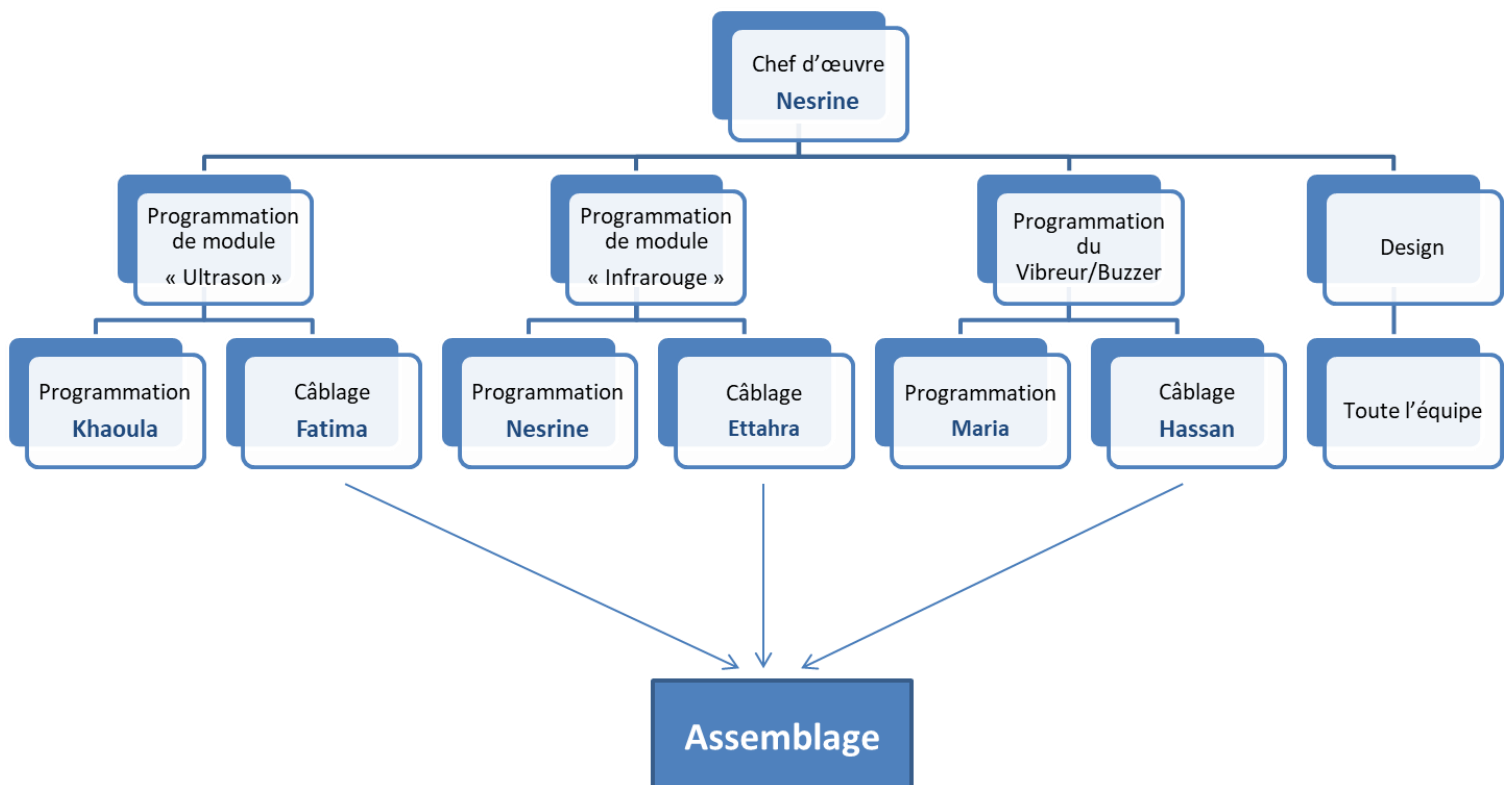 Chef d’œuvre
Nesrine
Programmation
de module
« Ultrason »
Programmation
de module
« Infrarouge »
Programmation
du
Vibreur/Buzzer
Design
Programmation
Khaoula
Câblage
Fatima
Programmation
Nesrine
Câblage
Ettahra
Programmation
Maria
Câblage
Hassan
Toute l’équipe
Assemblage